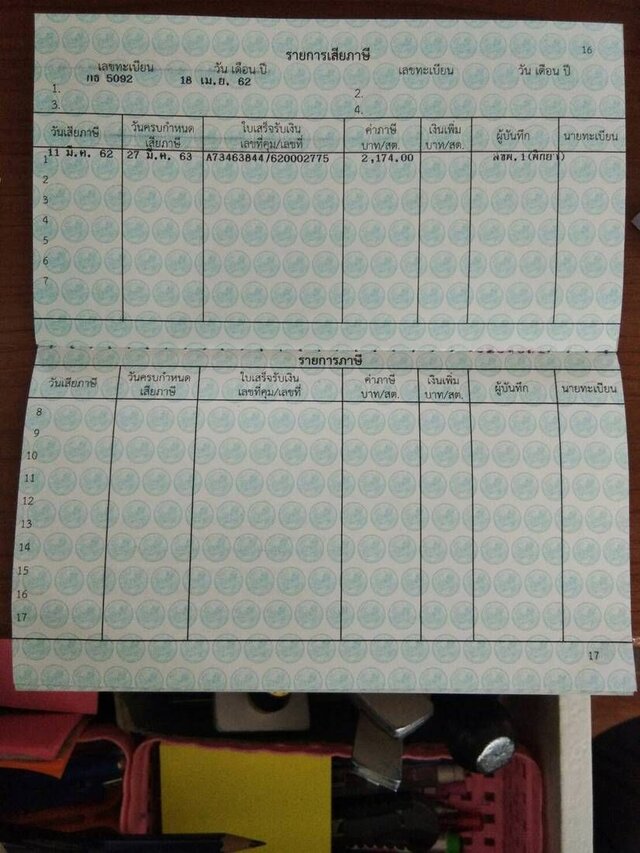 รายการเสียภาษี 16
เลขทะเบียน วัน เดือน ปี เลขทะเบียน วัน เดือน ปี
1. กธ 5092 18 เม.ย. 62 2.
3. 4.
วันเสียภาษี วันครบกำหนด ใบเสร็จรับเงิน ค่าภาษี เงินเพิ่ม ผู้บันทึก นายทะเบียน
เสียภาษี เลขที่คุม/เลขที่ บาท/สต. บาท/สต.
1 11 มี.ค. 62 27 มี.ค. 63 A73463844/620002775 2,174.00
2
3
4
5
6
7
รายการภาษี
วันเสียภาษี วันครบกำหนด ใบเสร็จรับเงิน ค่าภาษี เงินเพิ่ม ผู้บันทึก นายทะเบียน
เสียภาษี เลขที่คุม/เลขที่ บาท/สต. บาท/สต.
8
9
10
11
12
13
14
15
16
17
17